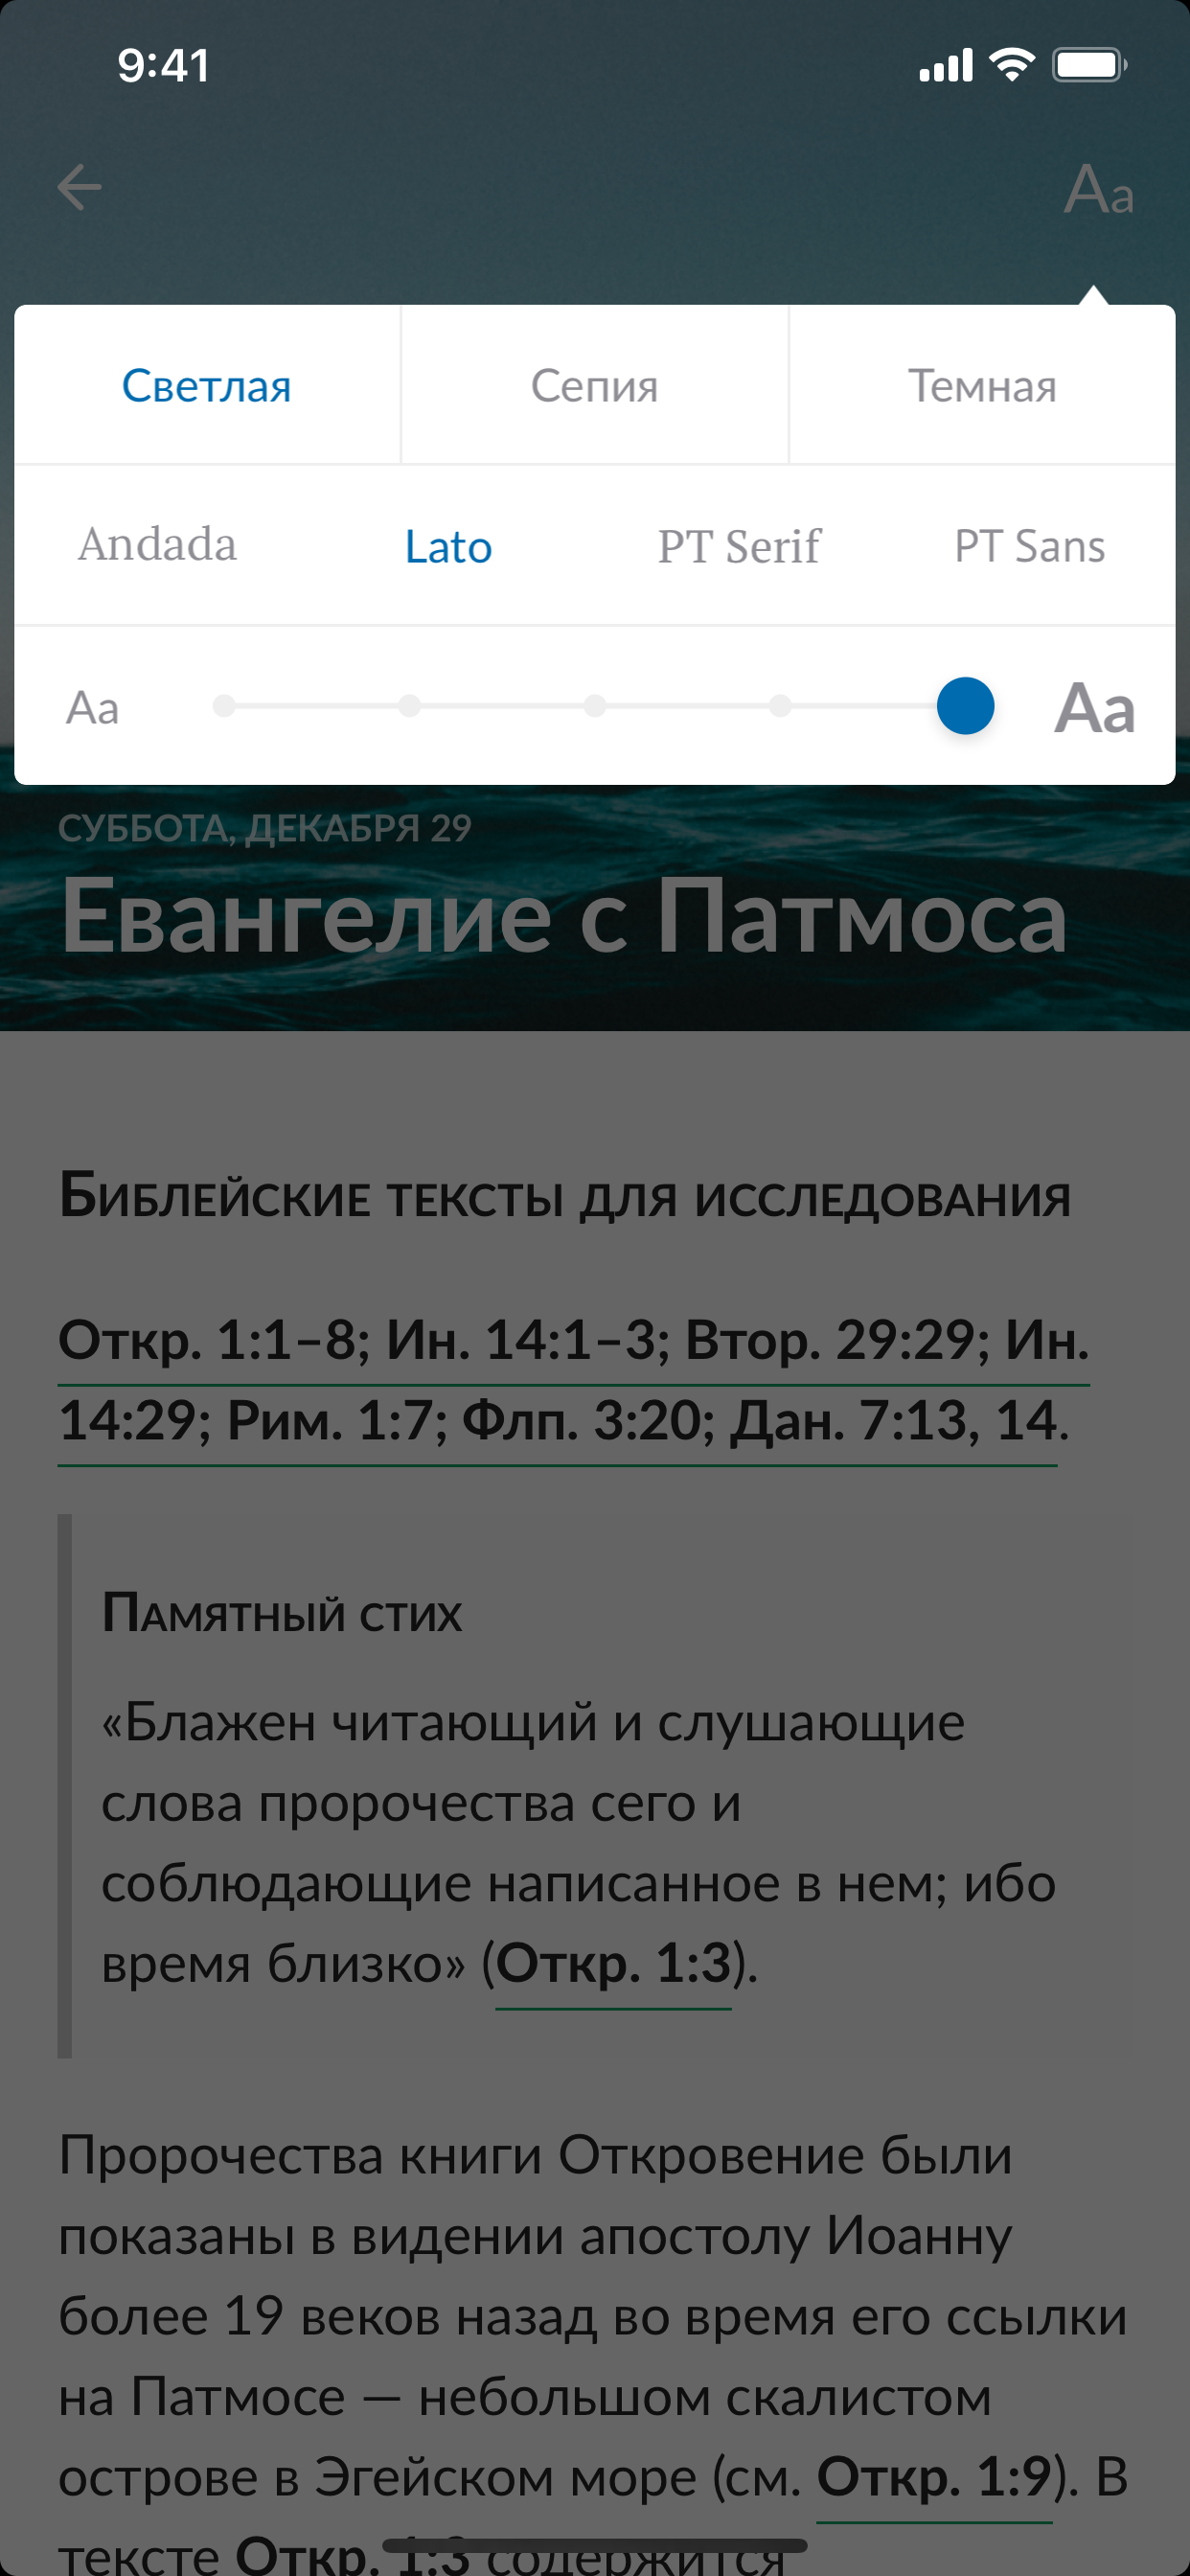 9:41
Aa
Светлая Сепия Темная
Andada Lato PT Serif PT Sans
Aa Aa
СУББОТА, ДЕКАБРЯ 29
Евангелие с Патмоса
Библейские тексты для исследования
Откр. 1:1–8; Ин. 14:1–3; Втор. 29:29; Ин.
14:29; Рим. 1:7; Флп. 3:20; Дан. 7:13, 14.
Памятный стих
«Блажен читающий и слушающие
слова пророчества сего и
соблюдающие написанное в нем; ибо
время близко» (Откр. 1:3).
Пророчества книги Откровение были
показаны в видении апостолу Иоанну
более 19 веков назад во время его ссылки
на Патмосе — небольшом скалистом
острове в Эгейском море (см. Откр. 1:9). В
тексте Откр. 1:3 содержится